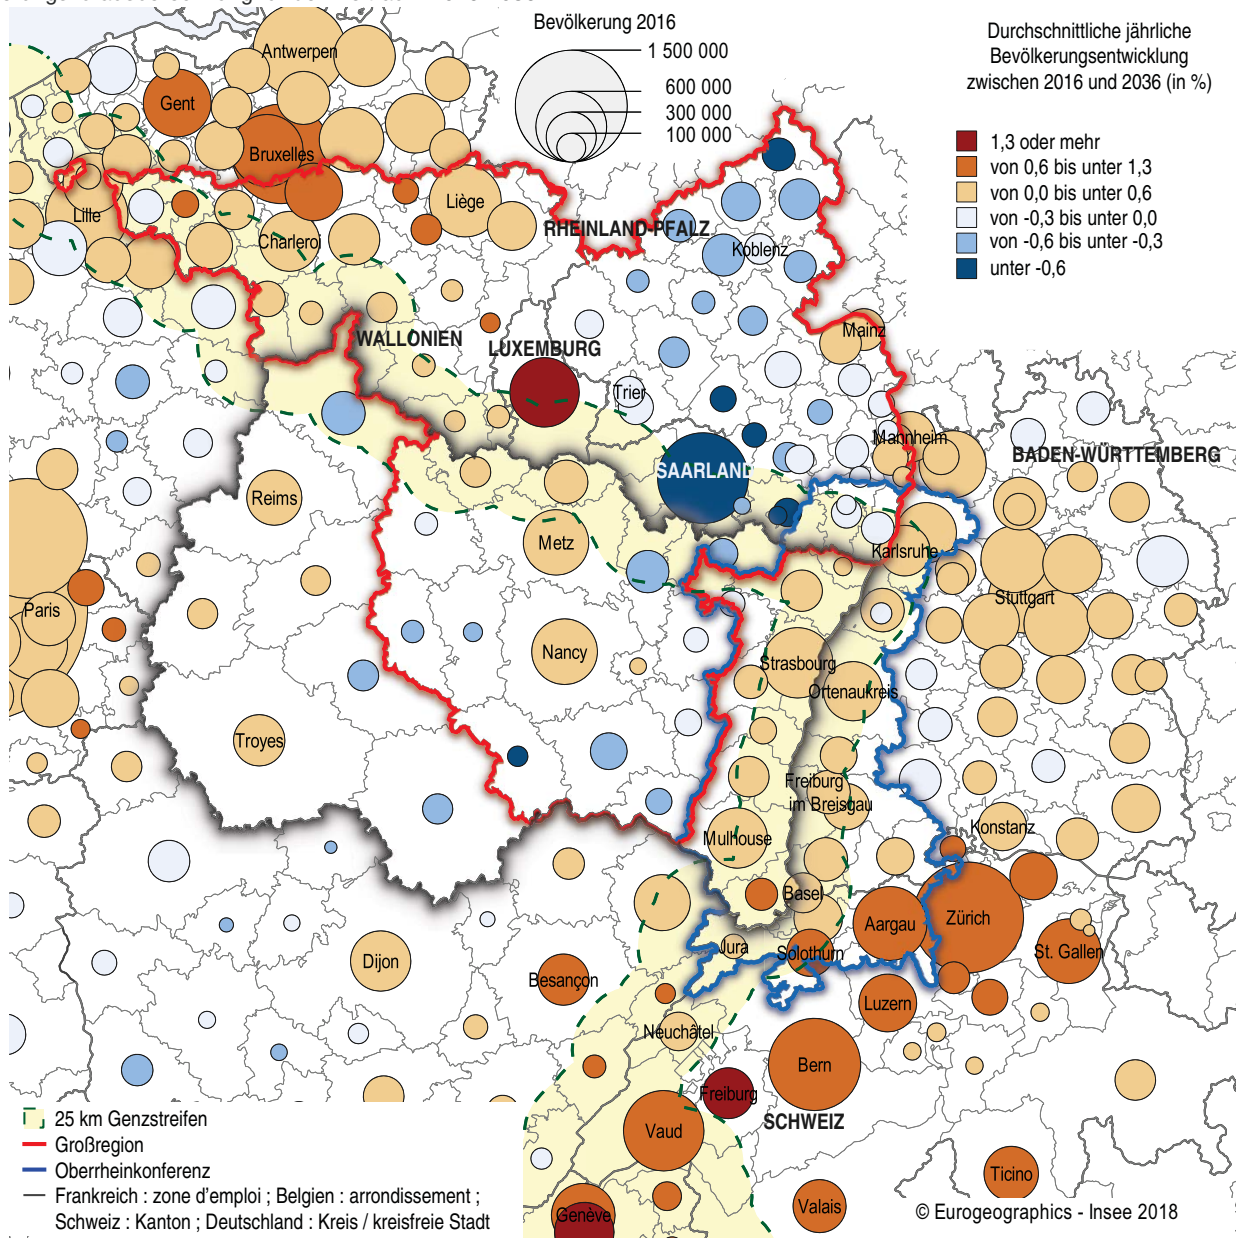 Bevölkerung 2016
1 500 000
600 000
300 000
100 000
Durchschnittliche jährliche
Bevölkerungsentwicklung
zwischen 2016 und 2036 (in %)
1,3 oder mehr
von 0,6 bis unter 1,3
von 0,0 bis unter 0,6
von -0,3 bis unter 0,0
von -0,6 bis unter -0,3
unter -0,6
Antwerpen
Gent
Bruxelles
Lille
Liège
Charleroi
RHEINLAND-PFALZ
Koblenz
Mainz
WALLONIEN
LUXEMBURG
Trier
Mannheim
BADEN-WÜRTTEMBERG
SAARLAND
Reims
Metz
Karlsruhe
Paris
Stuttgart
Nancy
Strasbourg
Ortenaukreis
Troyes
Freiburg
im Breisgau
Mulhouse
Konstanz
Basel
Aargau
Zürich
Jura
Solothurn
St. Gallen
Dijon
Besançon
Luzern
Neuchâtel
Bern
Freiburg
SCHWEIZ
Vaud
Ticino
Valais
Genève
25 km Genzstreifen
Großregion
Oberrheinkonferenz
Frankreich : zone d'emploi ; Belgien : arrondissement ;
Schweiz : Kanton ; Deutschland : Kreis / kreisfreie Stadt
© Eurogeographics - Insee 2018